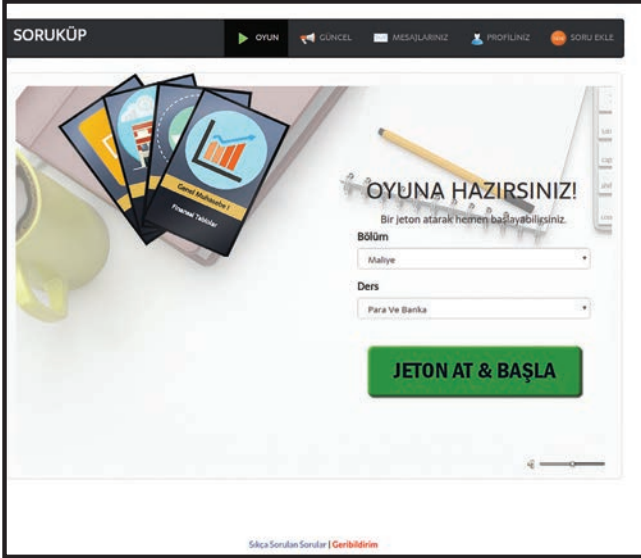 SORUKÜP
OYUN
GÜNCEL
MESAJLARINIZ
PROFİLİNİZ
SORU EKLE
Genel Muhasebe I
Finansal Tablolar
OYUNA HAZIRSINIZ!
Bir jeton atarak hemen başlayabilirsiniz.
Bölüm
Maliye
Ders
Para Ve Banka
JETON AT & BAŞLA
Sıkça Sorulan Sorular | Geribildirim